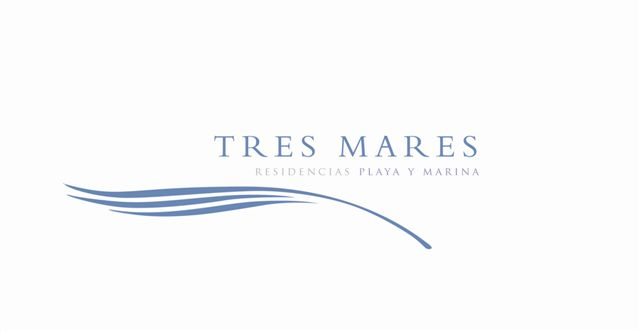 TRES MARES
RESIDENCIAS PLAYA Y MARINA